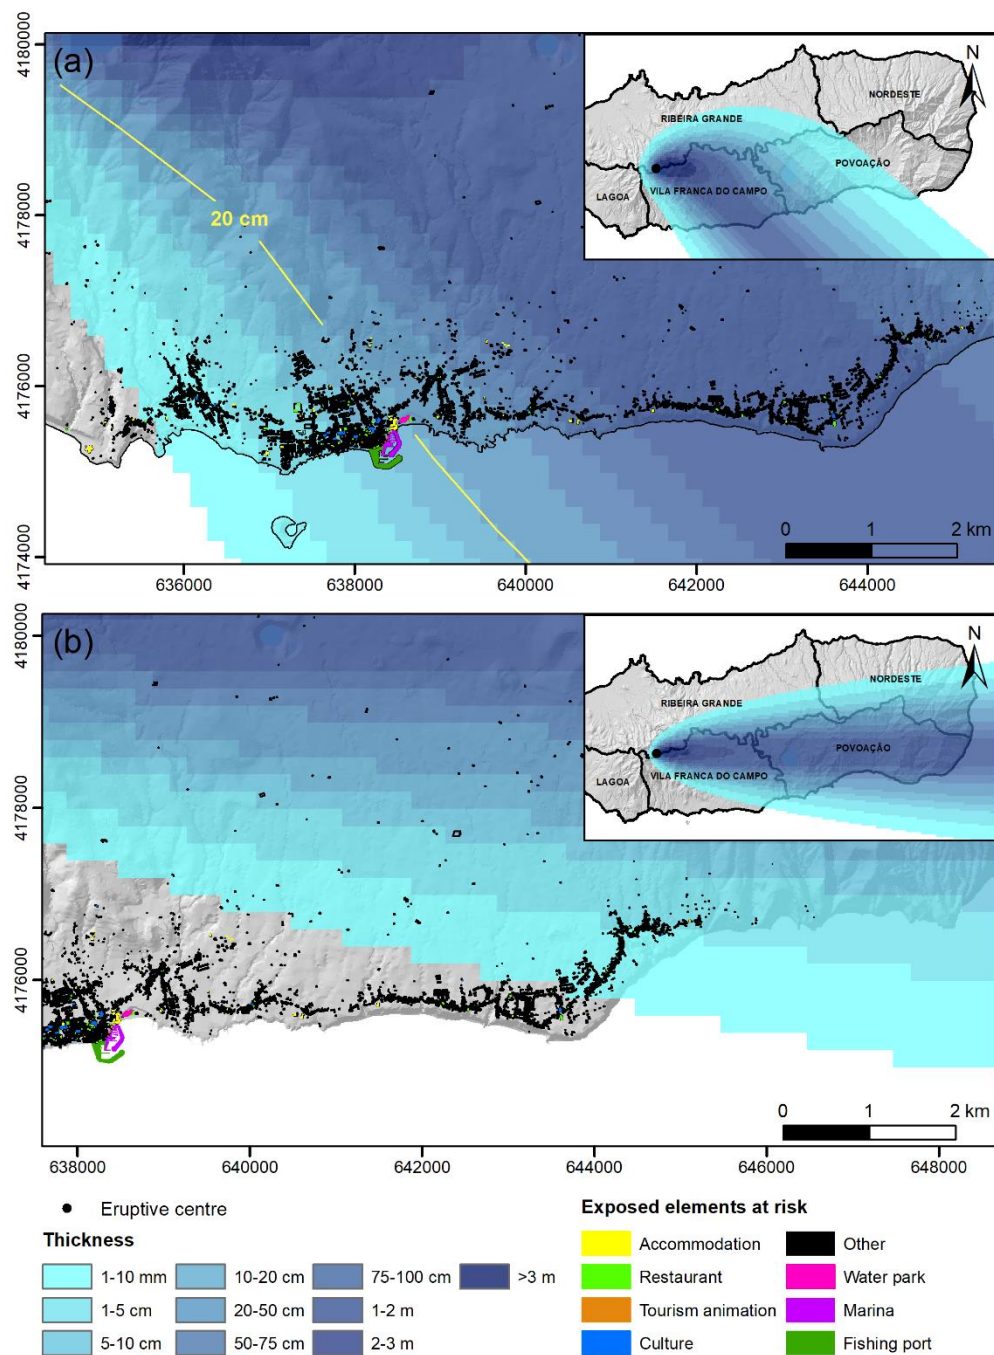 (a)
4180000
4178000
4176000
4174000
20 cm
N
NORDESTE
RIBEIRA GRANDE
POVOAÇÃO
VILA FRANCA DO CAMPO
LAGOA
0 1 2 km
636000 638000 640000 642000 644000
(b)
4180000
4178000
4176000
N
NORDESTE
RIBEIRA GRANDE
POVOAÇÃO
LAGOA VILA FRANCA DO CAMPO
0 1 2 km
638000 640000 642000 644000 646000 648000
Eruptive centre
Thickness
1-10 mm
1-5 cm
5-10 cm
10-20 cm
20-50 cm
50-75 cm
75-100 cm
1-2 m
2-3 m
>3 m
Exposed elements at risk
Accommodation
Restaurant
Tourism animation
Culture
Other
Water park
Marina
Fishing port